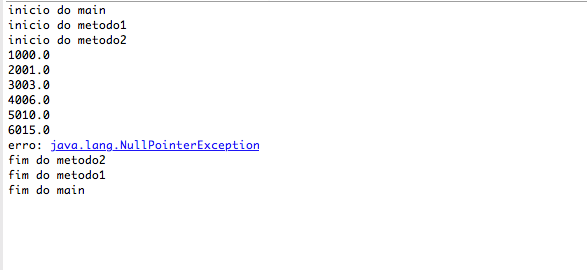 inicio do main
inicio do metodo1
inicio do metodo2
1000.0
2001.0
3003.0
4006.0
5010.0
6015.0
erro: java.lang.NullPointerException
fim do metodo2
fim do metodo1
fim do main